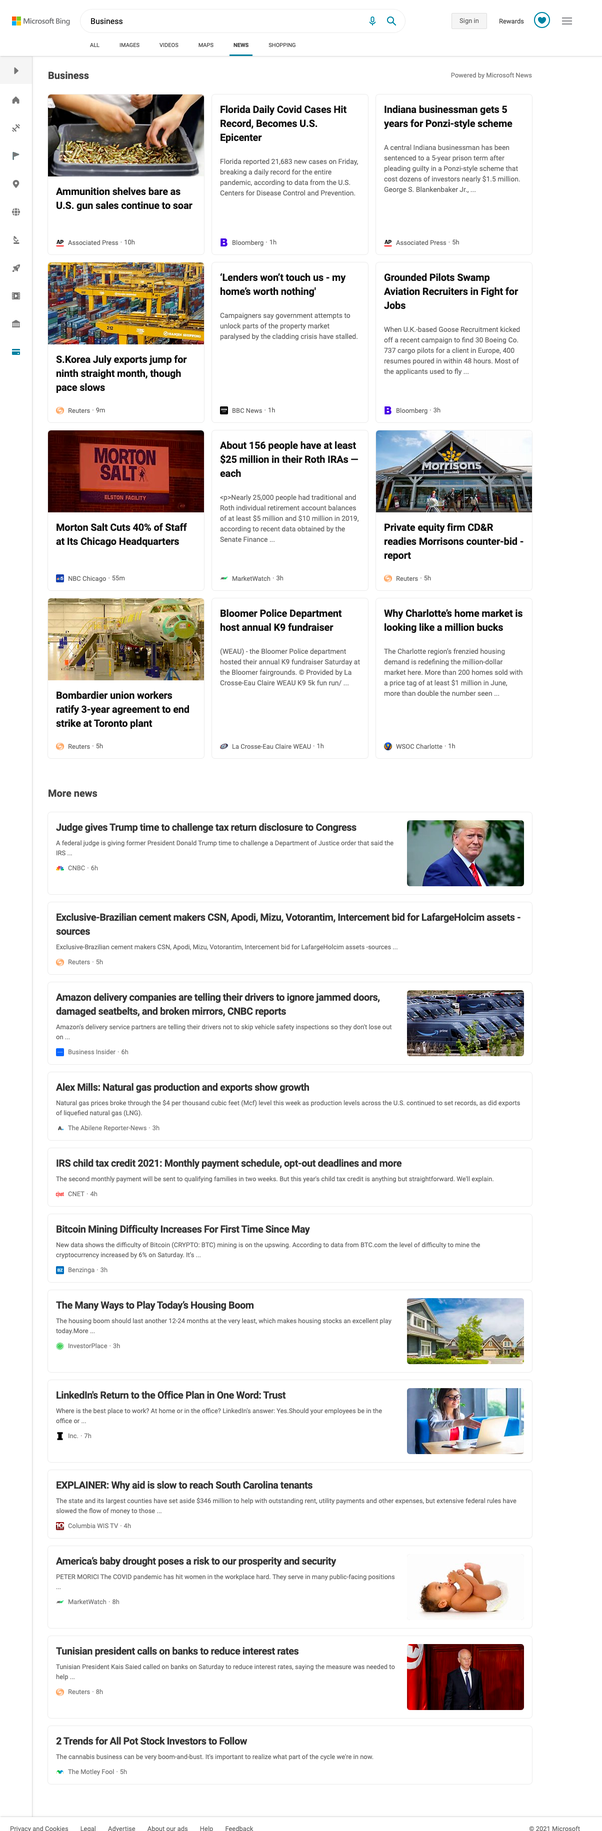 Microsoft Bing
Business
Sign in
Rewards
ALL IMAGES VIDEOS MAPS NEWS SHOPPING
Business
Powered by Microsoft News
Ammunition shelves bare as
U.S. gun sales continue to soar
AP Associated Press · 10h
Florida Daily Covid Cases Hit
Record, Becomes U.S.
Epicenter
Florida reported 21,683 new cases on Friday,
breaking a daily record for the entire
pandemic, according to data from the U.S.
Centers for Disease Control and Prevention.
B Bloomberg · 1h
Indiana businessman gets 5
years for Ponzi-style scheme
A central Indiana businessman has been
sentenced to a 5-year prison term after
pleading guilty in a Ponzi-style scheme that
cost dozens of investors nearly $1.5 million.
George S. Blankenbaker Jr., ...
AP Associated Press · 5h
S.Korea July exports jump for
ninth straight month, though
pace slows
Reuters · 9m
'Lenders won't touch us - my
home's worth nothing'
Campaigners say government attempts to
unlock parts of the property market
paralysed by the cladding crisis have stalled.
BBC News · 1h
Grounded Pilots Swamp
Aviation Recruiters in Fight for
Jobs
When U.K.-based Goose Recruitment kicked
off a recent campaign to find 30 Boeing Co.
737 cargo pilots for a client in Europe, 400
resumes poured in within 48 hours. Most of
the applicants used to fly ...
B Bloomberg · 3h
MORTON
SALT
ELSTON FACILITY
Morton Salt Cuts 40% of Staff
at Its Chicago Headquarters
NBC Chicago · 55m
About 156 people have at least
$25 million in their Roth IRAs —
each
<p>Nearly 25,000 people had traditional and
Roth individual retirement account balances
of at least $5 million and $10 million in 2019,
according to recent data obtained by the
Senate Finance ...
MarketWatch · 3h
Morrisons
Private equity firm CD&R
readies Morrisons counter-bid -
report
Reuters · 5h
Bombardier union workers
ratify 3-year agreement to end
strike at Toronto plant
Reuters · 5h
Bloomer Police Department
host annual K9 fundraiser
(WEAU) - the Bloomer Police department
hosted their annual K9 fundraiser Saturday at
the Bloomer fairgrounds. © Provided by La
Crosse-Eau Claire WEAU K9 5k fun run/ ...
La Crosse-Eau Claire WEAU · 1h
Why Charlotte's home market is
looking like a million bucks
The Charlotte region's frenzied housing
demand is redefining the million-dollar
market here. More than 200 homes sold with
a price tag of at least $1 million in June,
more than double the number seen ...
WSOC Charlotte · 1h
More news
Judge gives Trump time to challenge tax return disclosure to Congress
A federal judge is giving former President Donald Trump time to challenge a Department of Justice order that said the
IRS ...
CNBC · 6h
Exclusive-Brazilian cement makers CSN, Apodi, Mizu, Votorantim, Intercement bid for LafargeHolcim assets -
sources
Exclusive-Brazilian cement makers CSN, Apodi, Mizu, Votorantim, Intercement bid for LafargeHolcim assets -sources ...
Reuters · 5h
Amazon delivery companies are telling their drivers to ignore jammed doors,
damaged seatbelts, and broken mirrors, CNBC reports
Amazon's delivery service partners are telling their drivers not to skip vehicle safety inspections so they don't lose out
on ...
Business Insider · 6h
Alex Mills: Natural gas production and exports show growth
Natural gas prices broke through the $4 per thousand cubic feet (Mcf) level this week as production levels across the U.S. continued to set records, as did exports
of liquefied natural gas (LNG).
A. The Abilene Reporter-News · 3h
IRS child tax credit 2021: Monthly payment schedule, opt-out deadlines and more
The second monthly payment will be sent to qualifying families in two weeks. But this year's child tax credit is anything but straightforward. We'll explain.
CNET · 4h
Bitcoin Mining Difficulty Increases For First Time Since May
New data shows the difficulty of Bitcoin (CRYPTO: BTC) mining is on the upswing. According to data from BTC.com the level of difficulty to mine the
cryptocurrency increased by 6% on Saturday. It's ...
Benzinga · 3h
The Many Ways to Play Today's Housing Boom
The housing boom should last another 12-24 months at the very least, which makes housing stocks an excellent play
today.More ...
InvestorPlace · 3h
LinkedIn's Return to the Office Plan in One Word: Trust
Where is the best place to work? At home or in the office? LinkedIn's answer: Yes.Should your employees be in the
office or ...
Inc. · 7h
EXPLAINER: Why aid is slow to reach South Carolina tenants
The state and its largest counties have set aside $346 million to help with outstanding rent, utility payments and other expenses, but extensive federal rules have
slowed the flow of money to those ...
Columbia WIS TV · 4h
America's baby drought poses a risk to our prosperity and security
PETER MORICI The COVID pandemic has hit women in the workplace hard. They serve in many public-facing positions
...
MarketWatch · 8h
Tunisian president calls on banks to reduce interest rates
Tunisian President Kais Saied called on banks on Saturday to reduce interest rates, saying the measure was needed to
help ...
Reuters · 8h
2 Trends for All Pot Stock Investors to Follow
The cannabis business can be very boom-and-bust. It's important to realize what part of the cycle we're in now.
The Motley Fool · 5h
Privacy and Cookies Legal Advertise About our ads Help Feedback
© 2021 Microsoft